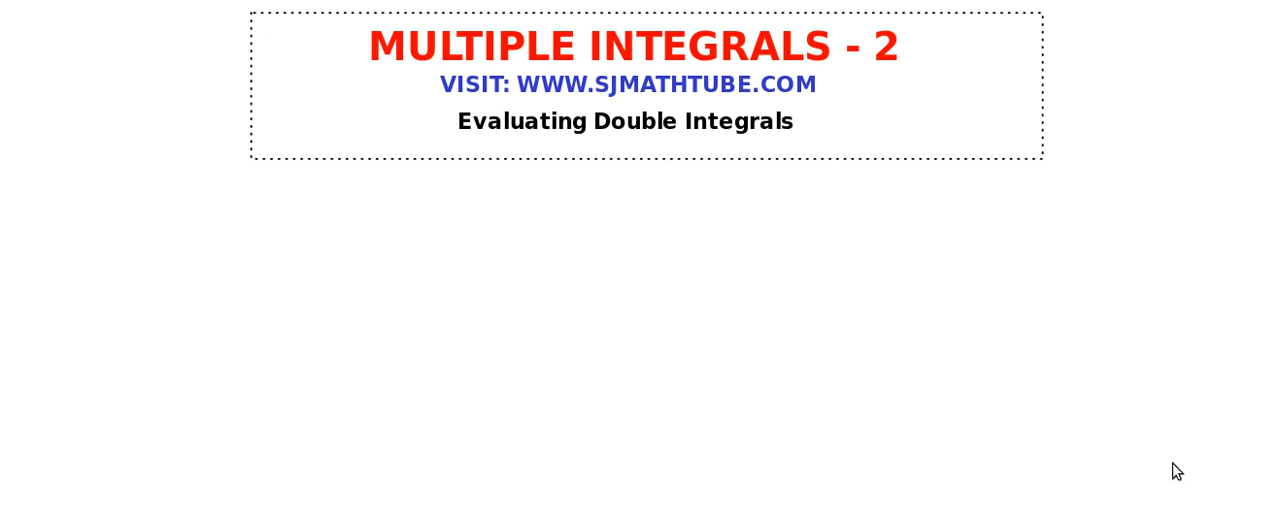 MULTIPLE INTEGRALS - 2
VISIT: WWW.SJMATHTUBE.COM
Evaluating Double Integrals